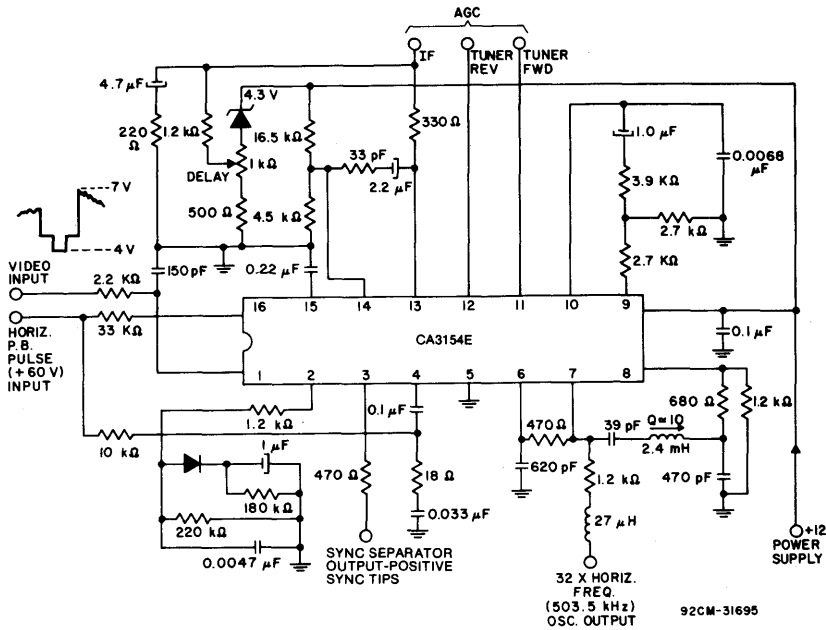 AGC
IF
TUNER
REV
TUNER
FWD
4.7 µF
4.3 V
220
Ω
1.2 kΩ
16.5 kΩ
330 Ω
1.0 µF
33 pF
0.0068
µF
1 kΩ
DELAY
2.2 µF
3.9 KΩ
7 V
500 Ω
4.5 kΩ
2.7 kΩ
4 V
VIDEO
INPUT
150 pF
0.22 µF
2.7 KΩ
2.2 KΩ
16 15 14 13 12 11 10 9
HORIZ.
P.B.
PULSE
(+60 V)
INPUT
33 KΩ
CA3154E
0.1 µF
1 2 3 4 5 6 7 8
1.2 kΩ
0.1 µF
470 Ω
39 pF
Q≃10
2.4 mH
680 Ω
1.2 kΩ
10 kΩ
1 µF
470 Ω
18 Ω
620 pF
1.2 kΩ
470 pF
180 kΩ
220 kΩ
0.033 µF
27 µH
0.0047 µF
SYNC SEPARATOR
OUTPUT-POSITIVE
SYNC TIPS
+12
POWER
SUPPLY
32 X HORIZ.
FREQ.
(503.5 kHz)
OSC. OUTPUT
92CM-31695